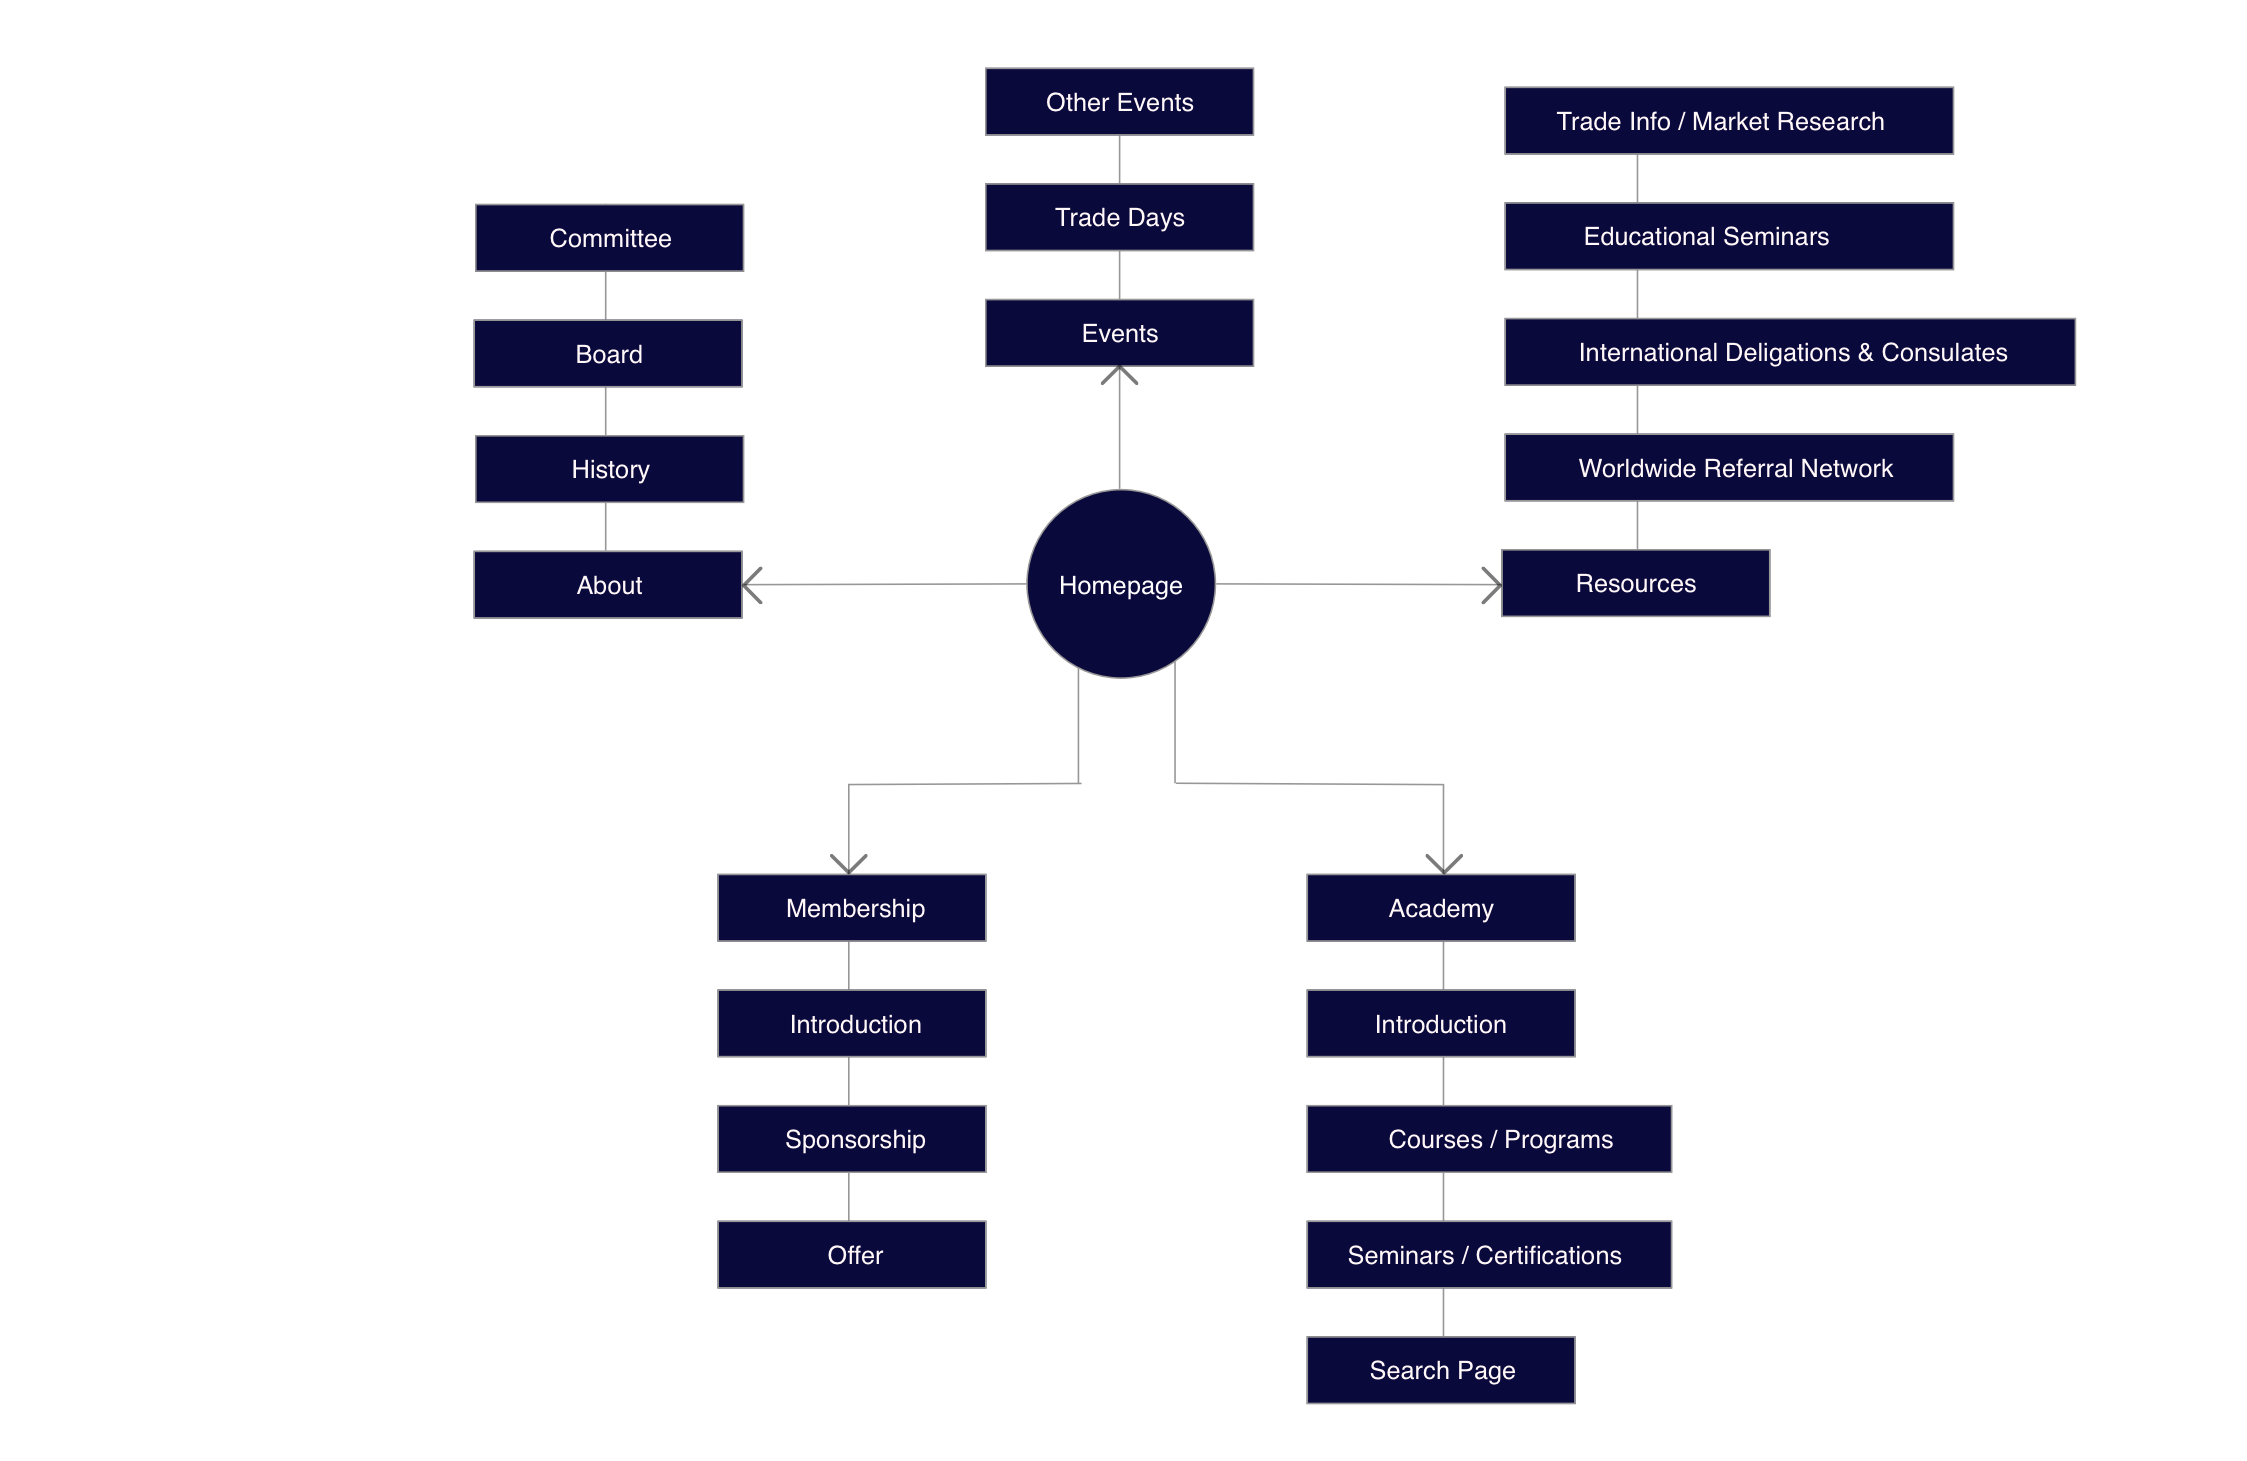 Other Events
Trade Days
Events
Committee
Board
History
About
Homepage
Trade Info / Market Research
Educational Seminars
International Deligations & Consulates
Worldwide Referral Network
Resources
Membership
Introduction
Sponsorship
Offer
Academy
Introduction
Courses / Programs
Seminars / Certifications
Search Page